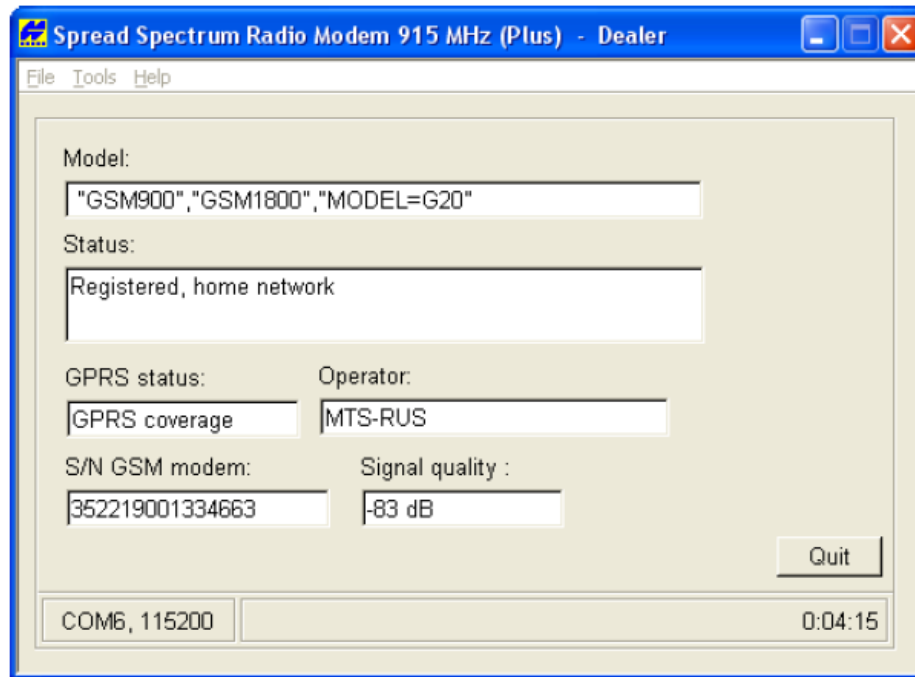 Spread Spectrum Radio Modem 915 MHz (Plus) - Dealer
File Tools Help
Model:
"GSM900","GSM1800","MODEL=G20"
Status:
Registered, home network
GPRS status: Operator:
GPRS coverage MTS-RUS
S/N GSM modem: Signal quality :
352219001334663 -83 dB
Quit
COM6, 115200 0:04:15